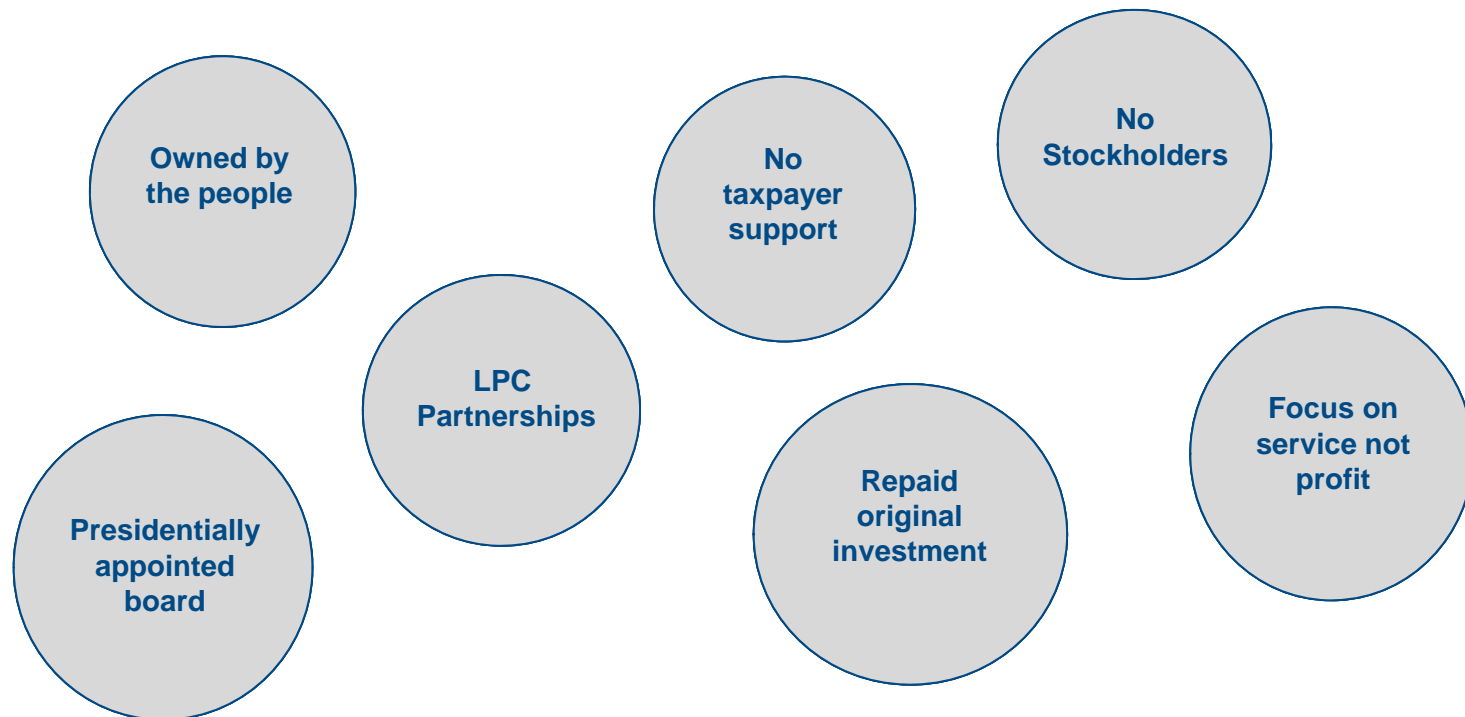 Owned by
the people
No
taxpayer
support
No
Stockholders
LPC
Partnerships
Focus on
service not
profit
Presidentially
appointed
board
Repaid
original
investment